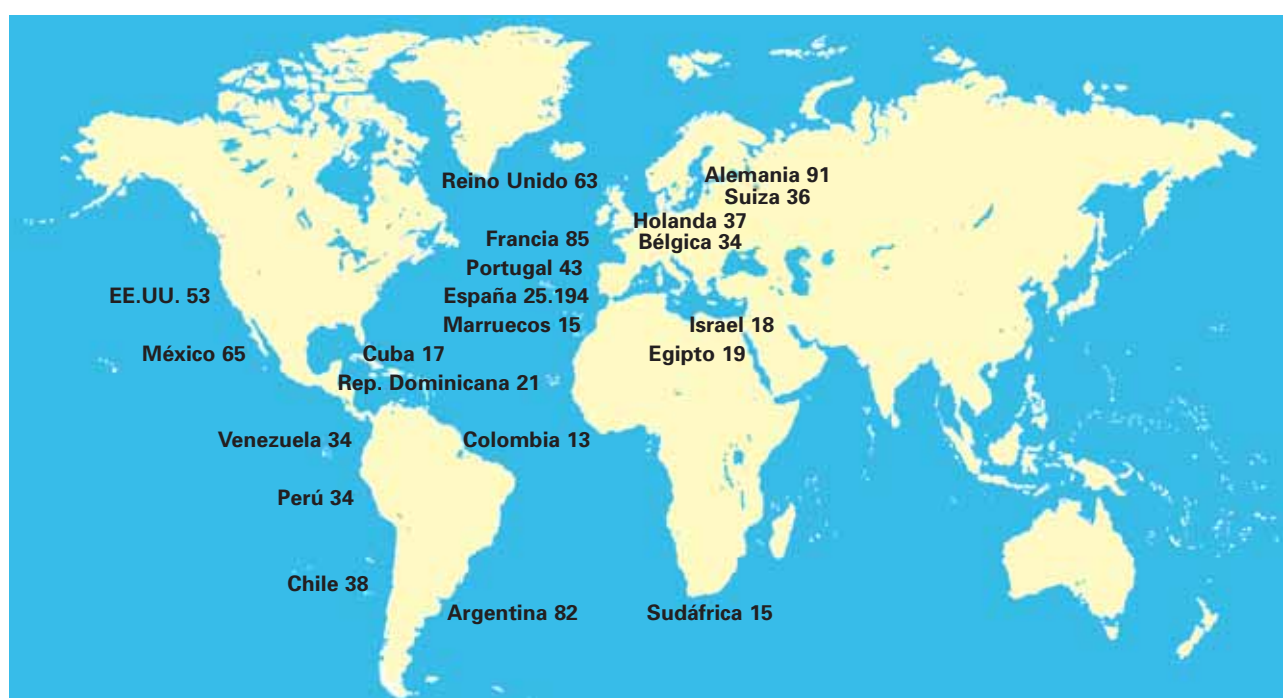 Reino Unido 63
Alemania 91
Suiza 36
Holanda 37
Francia 85
Bélgica 34
Portugal 43
EE.UU. 53
España 25.194
Marruecos 15
Israel 18
México 65
Cuba 17
Egipto 19
Rep. Dominicana 21
Venezuela 34
Colombia 13
Perú 34
Chile 38
Argentina 82
Sudáfrica 15